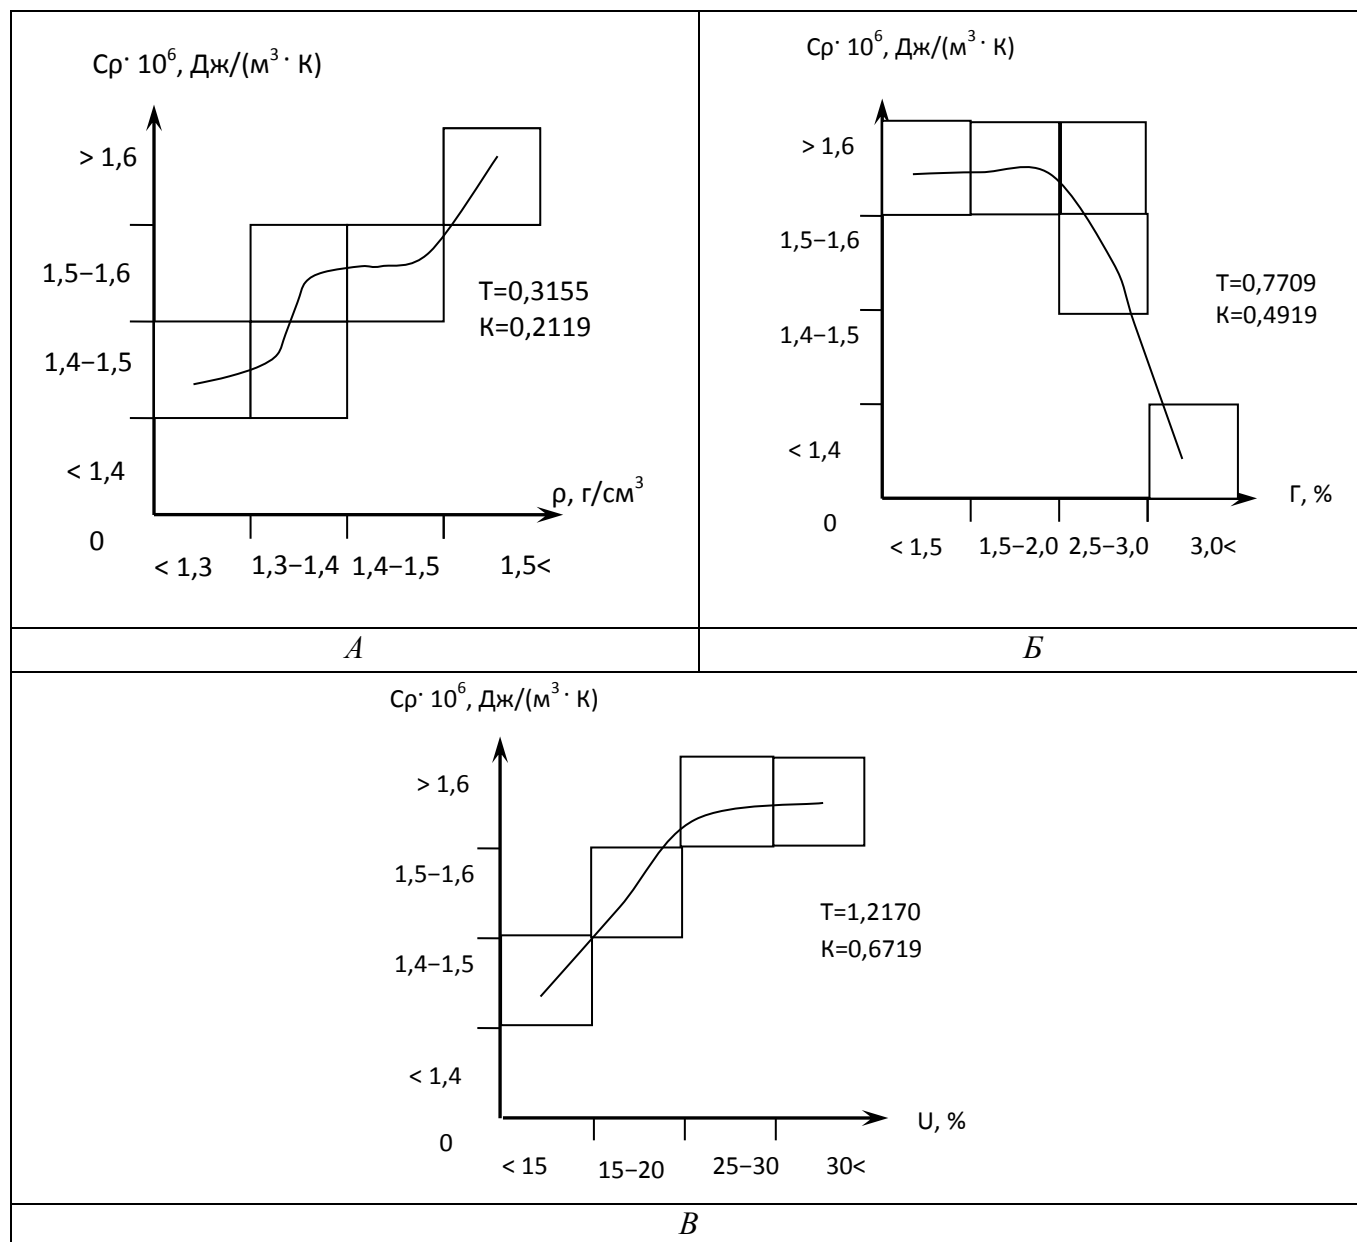 Cρ· 10⁶, Дж/(м³ · К)
> 1,6
1,5–1,6
1,4–1,5
< 1,4
0
T=0,3155
К=0,2119
ρ, г/см³
< 1,3 1,3–1,4 1,4–1,5 1,5<
А
Cρ· 10⁶, Дж/(м³ · К)
> 1,6
1,5–1,6
1,4–1,5
< 1,4
0
T=0,7709
К=0,4919
Г, %
< 1,5 1,5–2,0 2,5–3,0 3,0<
Б
Cρ· 10⁶, Дж/(м³ · К)
> 1,6
1,5–1,6
1,4–1,5
< 1,4
0
T=1,2170
К=0,6719
U, %
< 15 15–20 25–30 30<
В